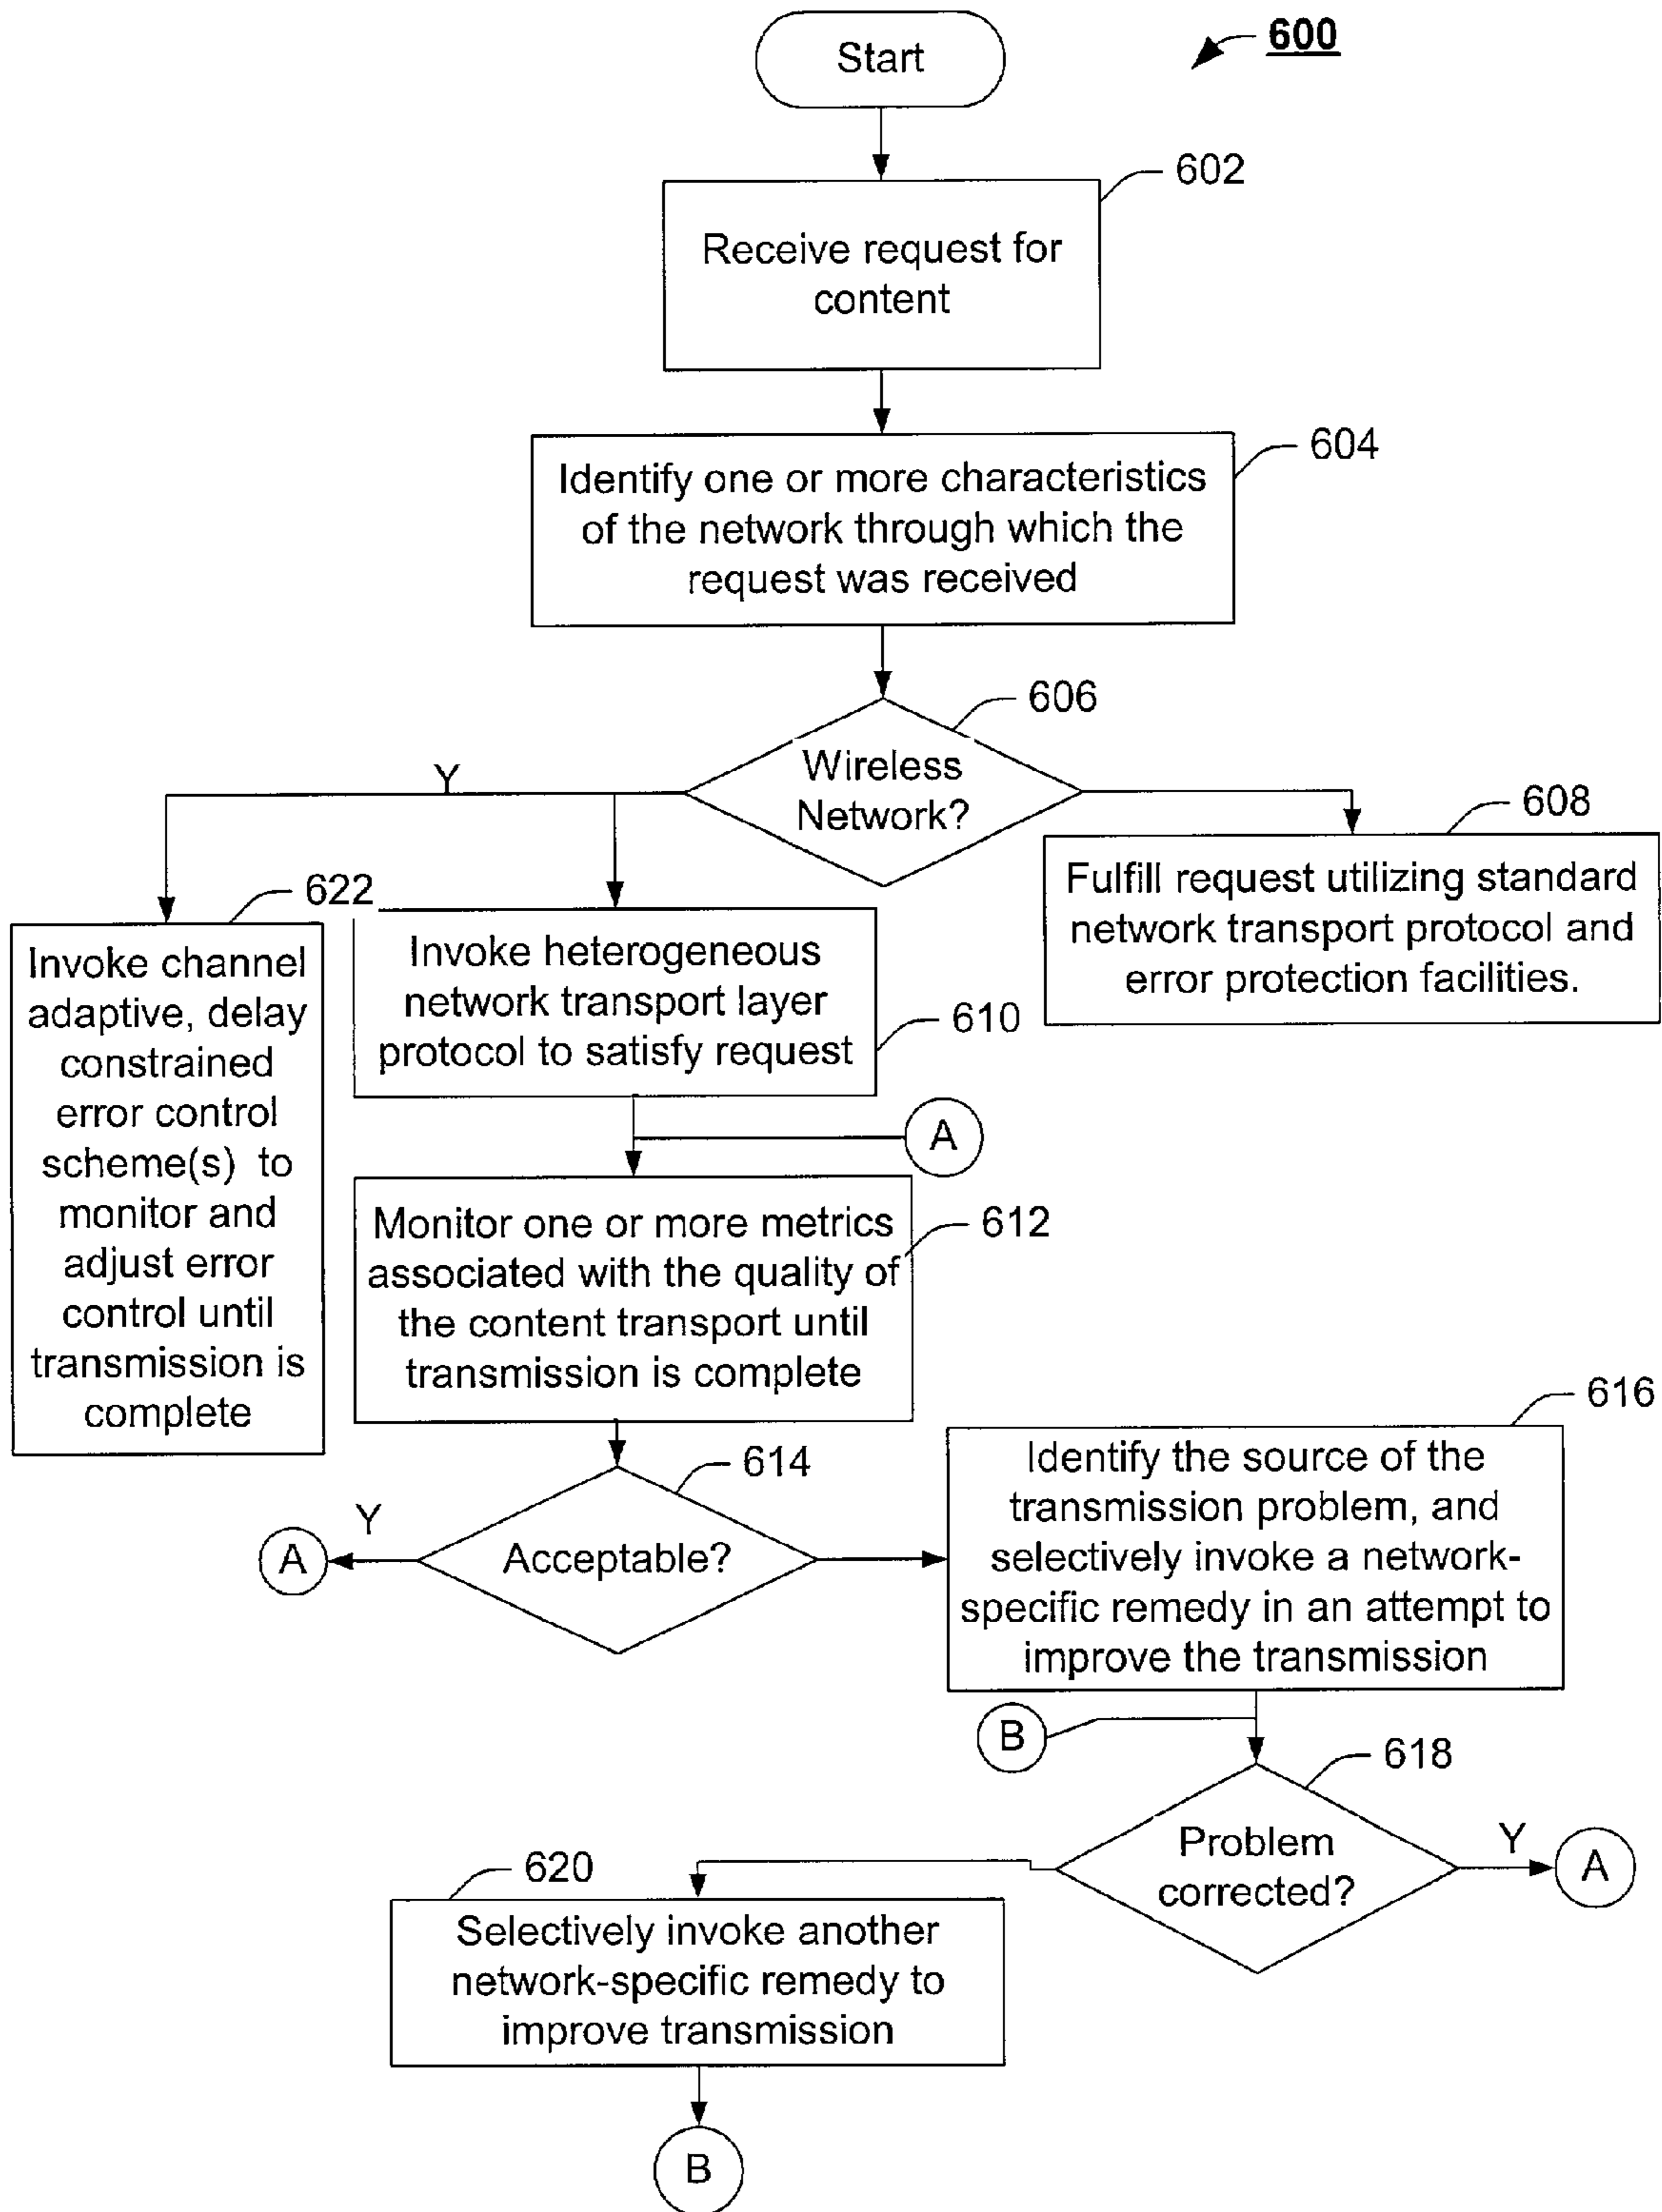 Start
600
602
Receive request for
content
604
Identify one or more characteristics
of the network through which the
request was received
606
Wireless
Network?
Y
608
Fulfill request utilizing standard
network transport protocol and
error protection facilities.
622
Invoke channel
adaptive, delay
constrained
error control
scheme(s) to
monitor and
adjust error
control until
transmission is
complete
Invoke heterogeneous
network transport layer
protocol to satisfy request
610
A
Monitor one or more metrics
associated with the quality of
the content transport until
transmission is complete
612
614
Acceptable?
Y
A
616
Identify the source of the
transmission problem, and
selectively invoke a network-
specific remedy in an attempt to
improve the transmission
B
618
Problem
corrected?
Y
A
620
Selectively invoke another
network-specific remedy to
improve transmission
B